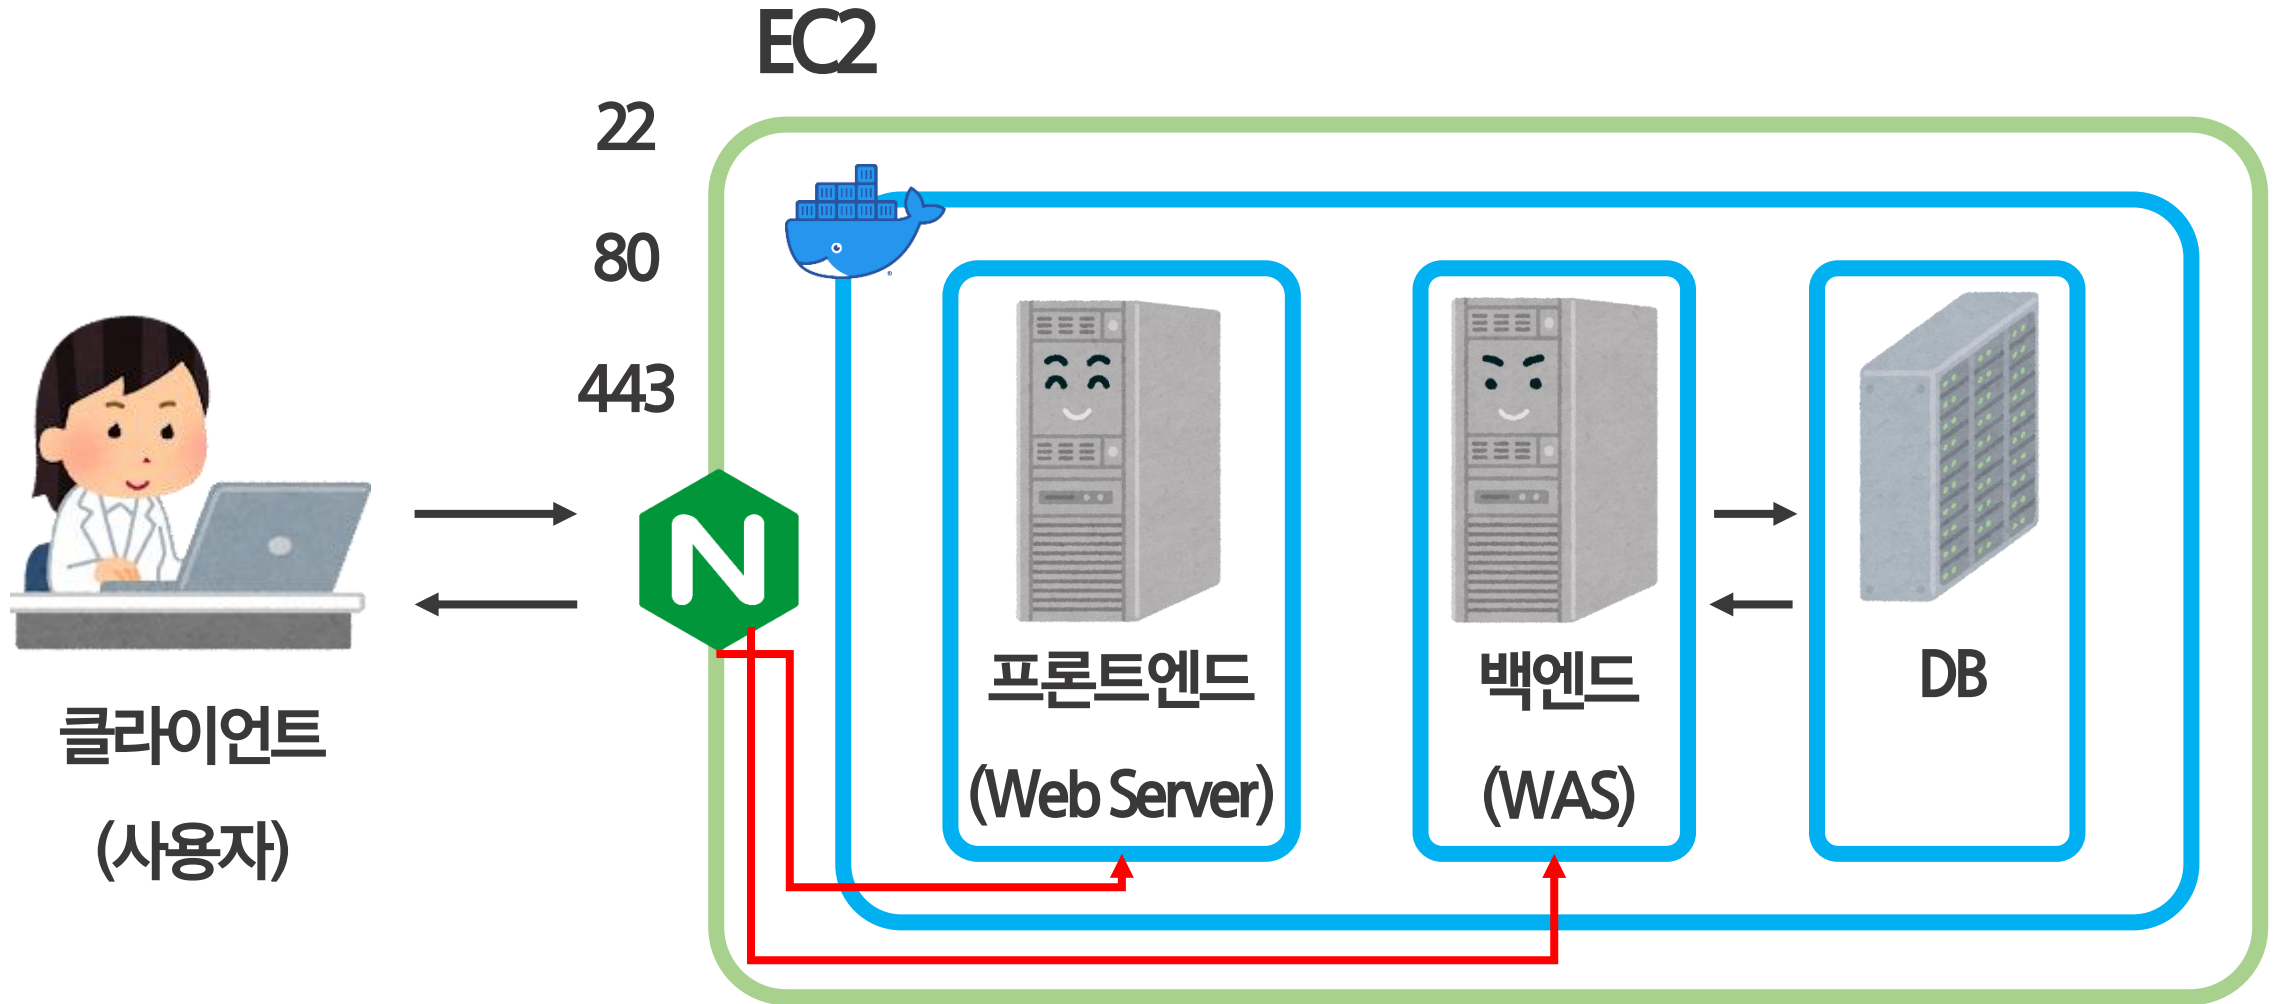 EC2
22
80
443
클라이언트
(사용자)
프론트엔드
(Web Server)
백엔드
(WAS)
DB
N